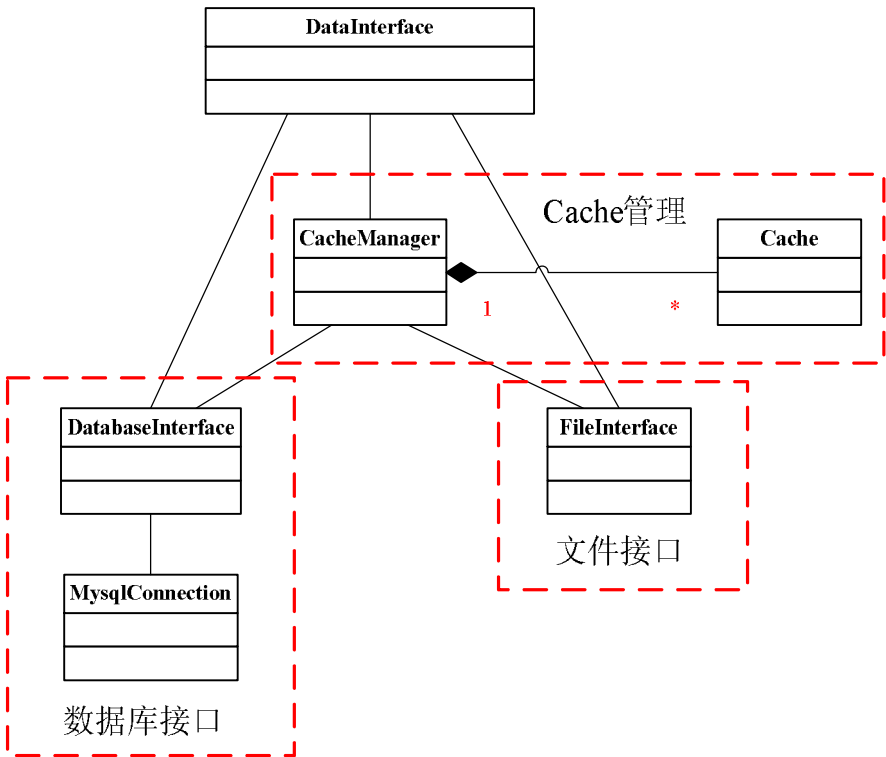 DataInterface
Cache管理
CacheManager
Cache
1
*
DatabaseInterface
FileInterface
文件接口
MysqlConnection
数据库接口